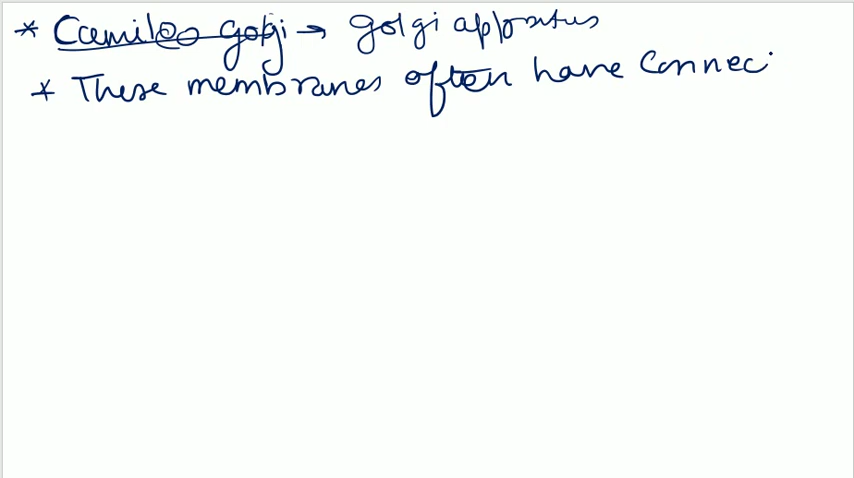 * Camilo golgi → golgi apparatus
* These membranes often have Connec